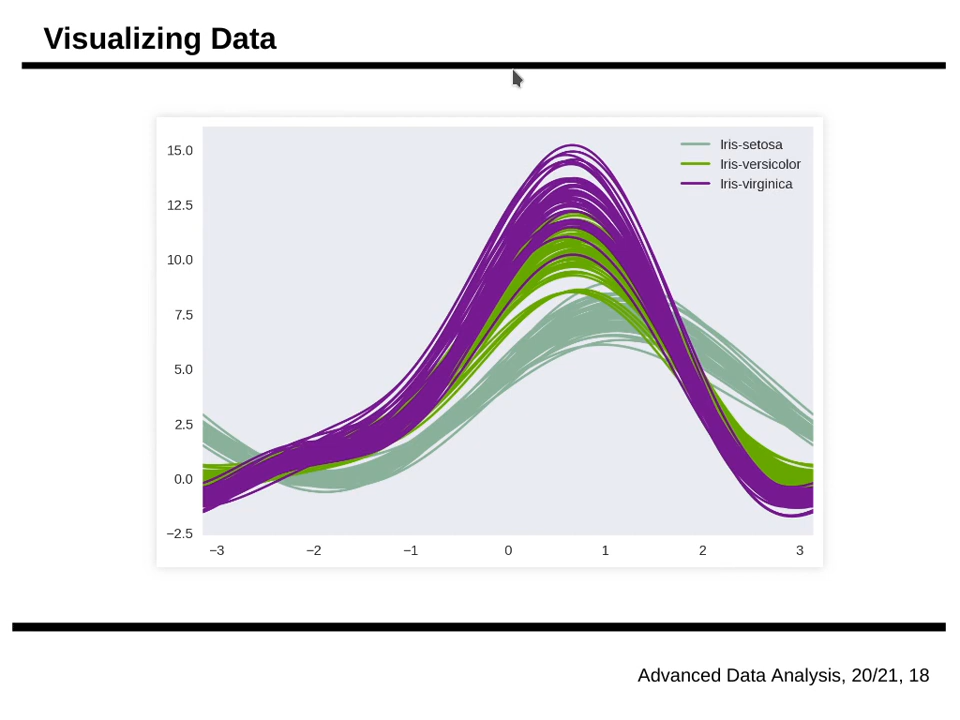 Visualizing Data
Iris-setosa
Iris-versicolor
Iris-virginica
15.0
12.5
10.0
7.5
5.0
2.5
0.0
−2.5
−3 −2 −1 0 1 2 3
Advanced Data Analysis, 20/21, 18